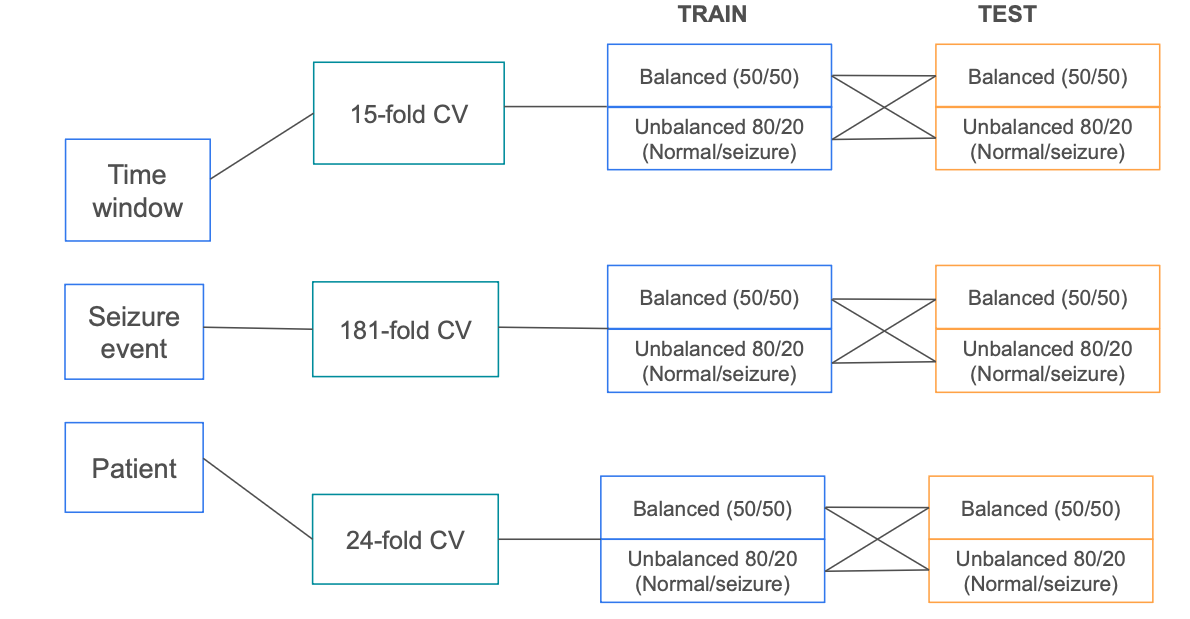 TRAIN
TEST
Time
window
15-fold CV
Balanced (50/50)
Unbalanced 80/20
(Normal/seizure)
Balanced (50/50)
Unbalanced 80/20
(Normal/seizure)
Seizure
event
181-fold CV
Balanced (50/50)
Unbalanced 80/20
(Normal/seizure)
Balanced (50/50)
Unbalanced 80/20
(Normal/seizure)
Patient
24-fold CV
Balanced (50/50)
Unbalanced 80/20
(Normal/seizure)
Balanced (50/50)
Unbalanced 80/20
(Normal/seizure)